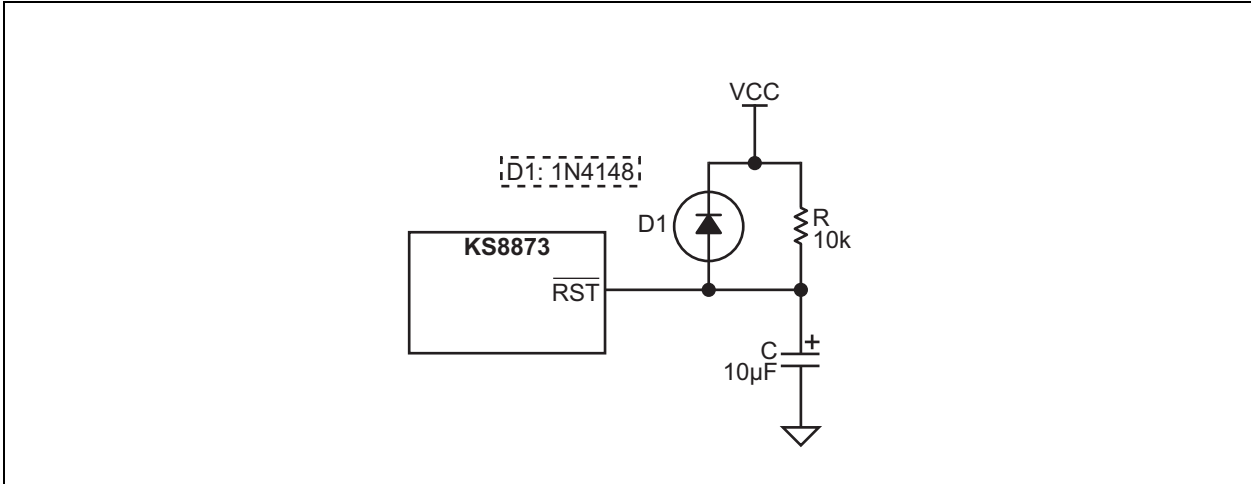 VCC
D1: 1N4148
D1
R
10k
KS8873
RST
+
C
10µF